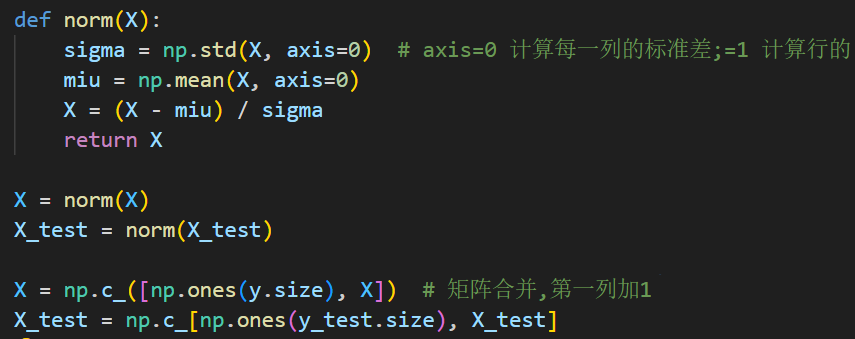 def norm(X):
    sigma = np.std(X, axis=0)  # axis=0 计算每一列的标准差;=1 计算行的
    miu = np.mean(X, axis=0)
    X = (X - miu) / sigma
    return X
X = norm(X)
X_test = norm(X_test)
X = np.c_([np.ones(y.size), X])  # 矩阵合并,第一列加1
X_test = np.c_[np.ones(y_test.size), X_test]